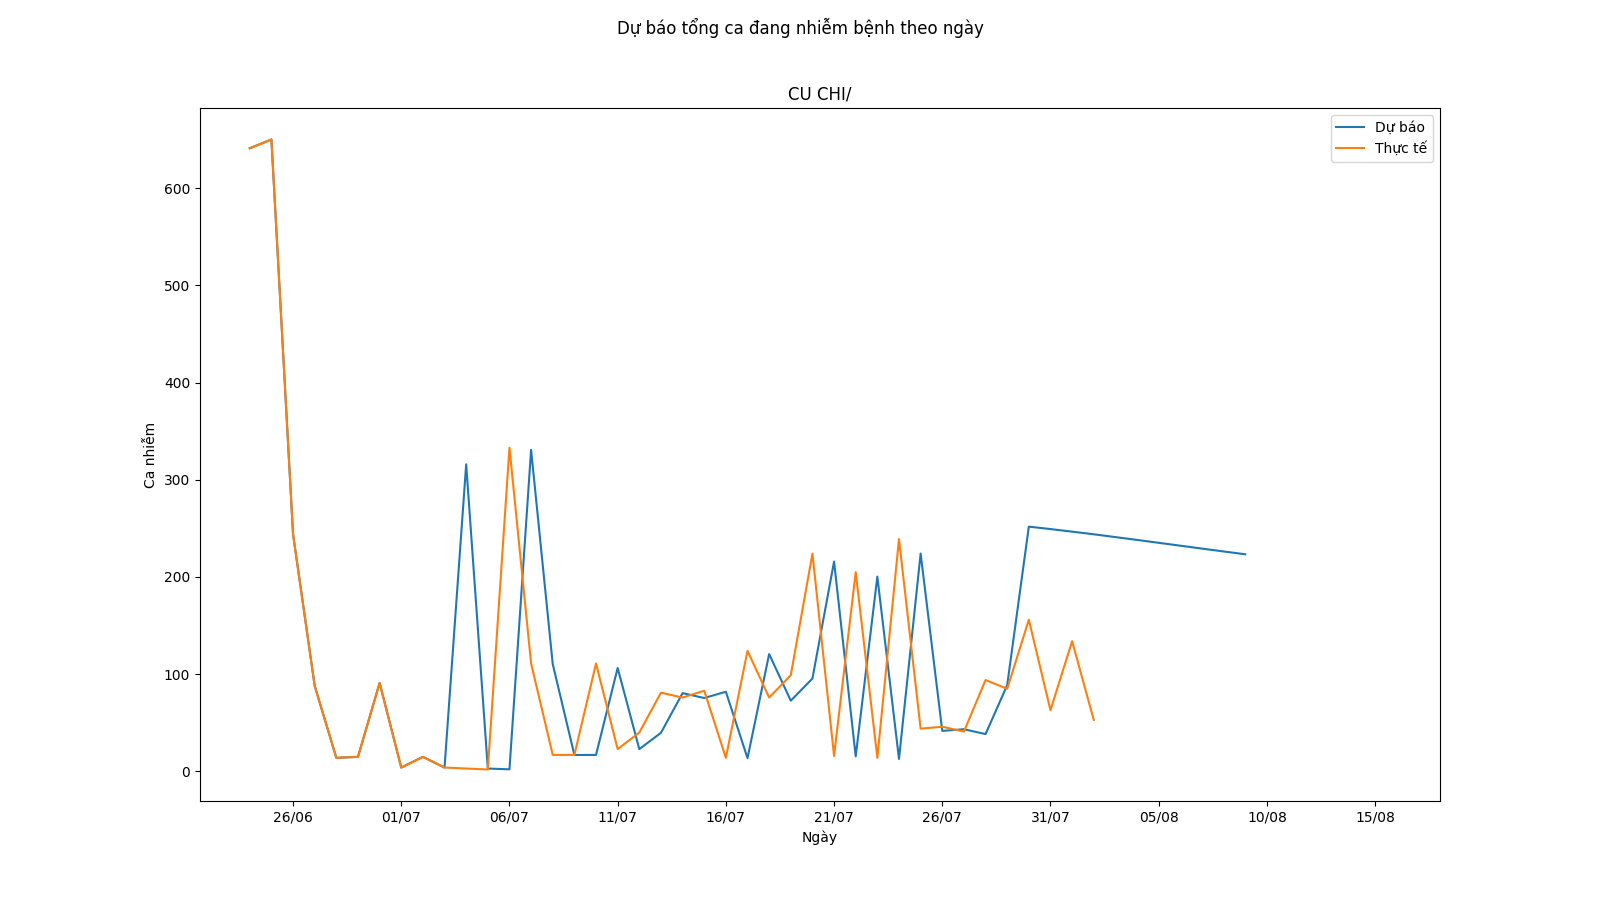 Dự báo tổng ca đang nhiễm bệnh theo ngày
CU CHI/
Dự báo
Thực tế
600
500
400
300
200
100
0
Ca nhiễm
26/06 01/07 06/07 11/07 16/07 21/07 26/07 31/07 05/08 10/08 15/08
Ngày